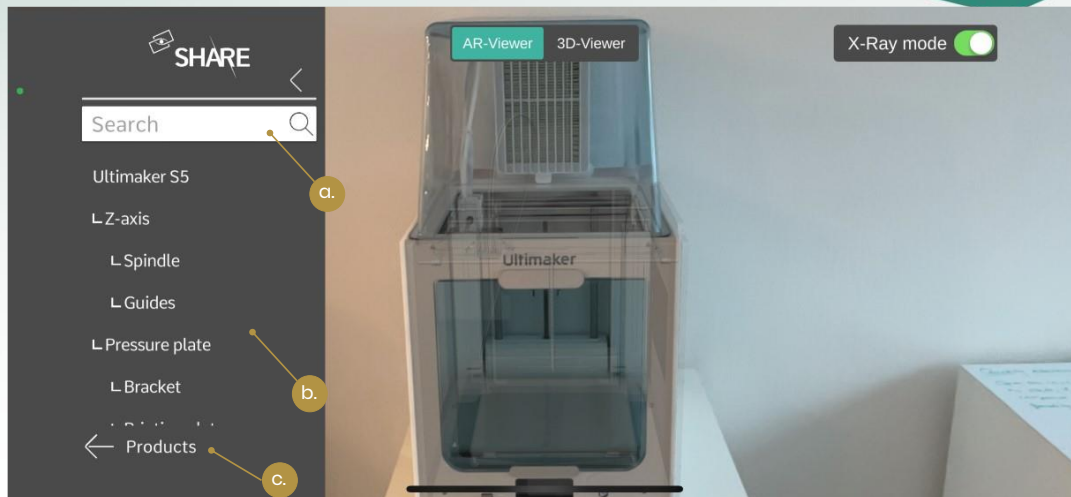 SHARE
AR-Viewer 3D-Viewer
X-Ray mode
Search
a.
Ultimaker S5
Z-axis
Spindle
Ultimaker
Guides
Pressure plate
b.
Bracket
Products
c.